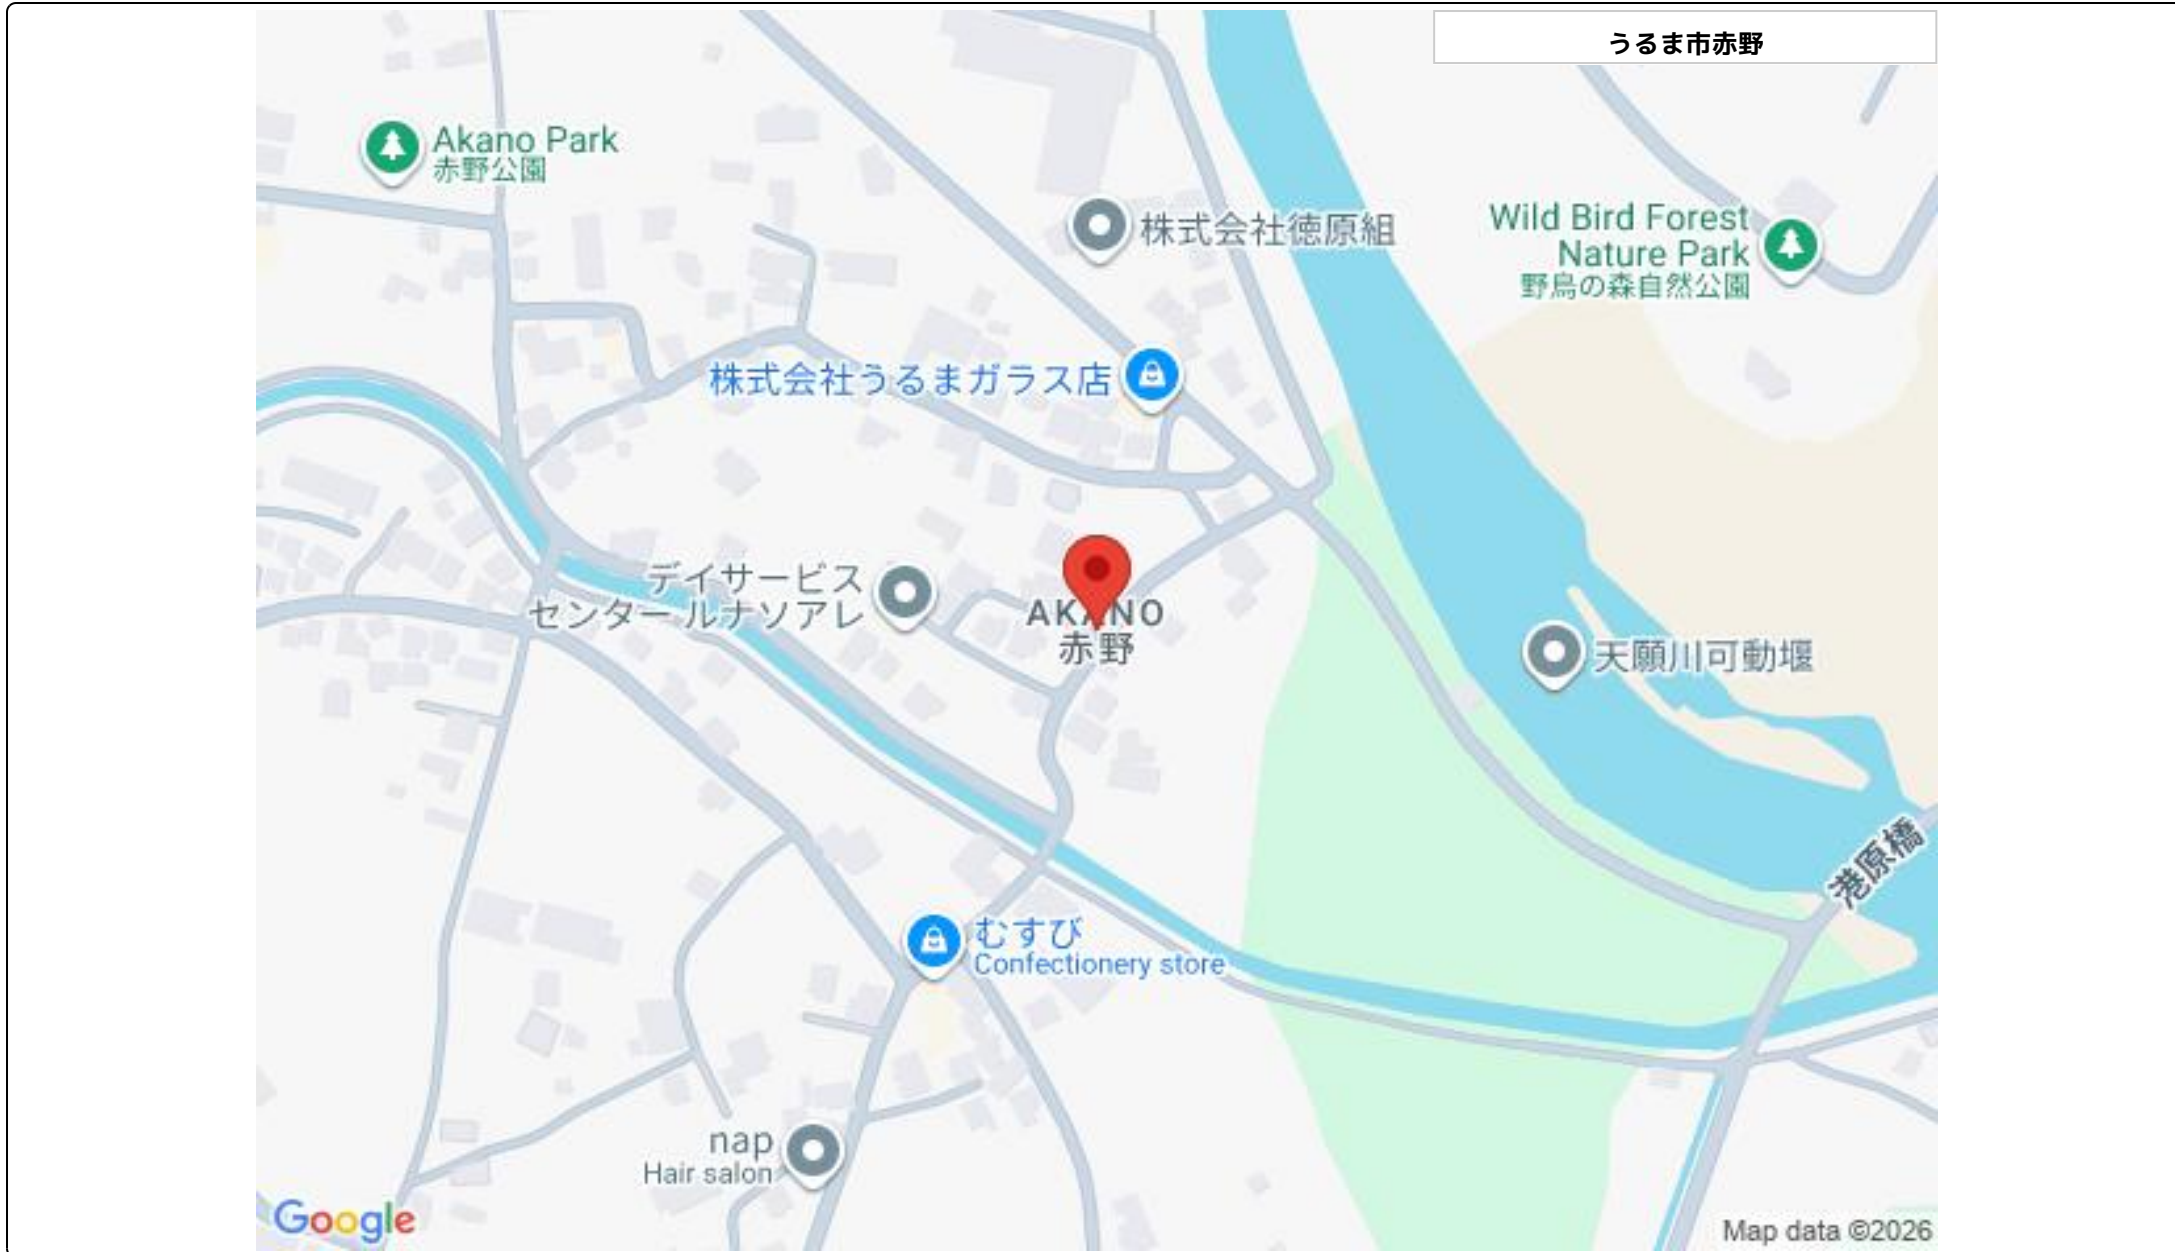 うるま市赤野
Akano Park
赤野公園
株式会社徳原組
Wild Bird Forest
Nature Park
野鳥の森自然公園
株式会社うるまガラス店
デイサービス
センター ルナソアレ
AKANO
赤野
天願川可動堰
港原橋
むすび
Confectionery store
nap
Hair salon
Google
Map data ©2026